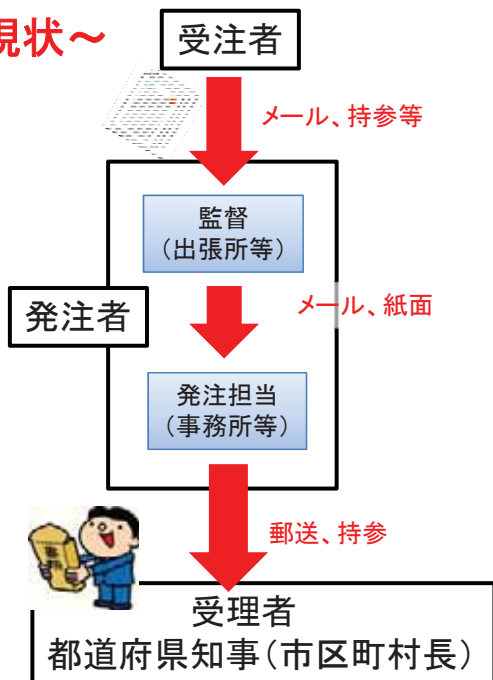 現状～
受注者
メール、持参等
監督
（出張所等）
発注者
メール、紙面
発注担当
（事務所等）
郵送、持参
受理者
都道府県知事（市区町村長）